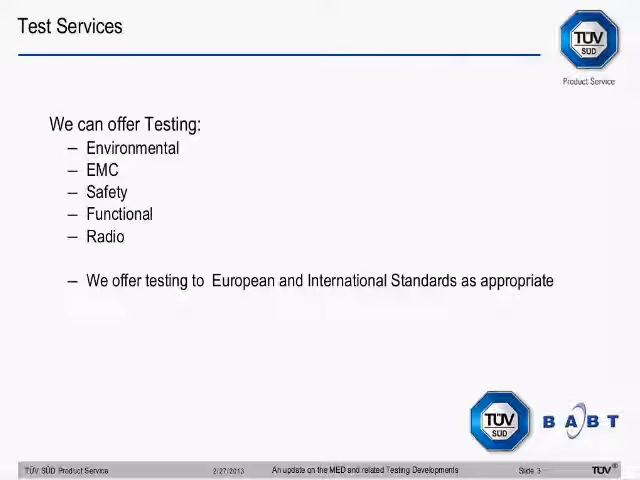 Test Services
TÜV
SÜD
Product Service
We can offer Testing:
– Environmental
– EMC
– Safety
– Functional
– Radio
– We offer testing to European and International Standards as appropriate
TÜV
SÜD
BABT
TÜV SÜD Product Service 2/27/2013 An update on the MED and related Testing Developments Slide 3 TÜV®